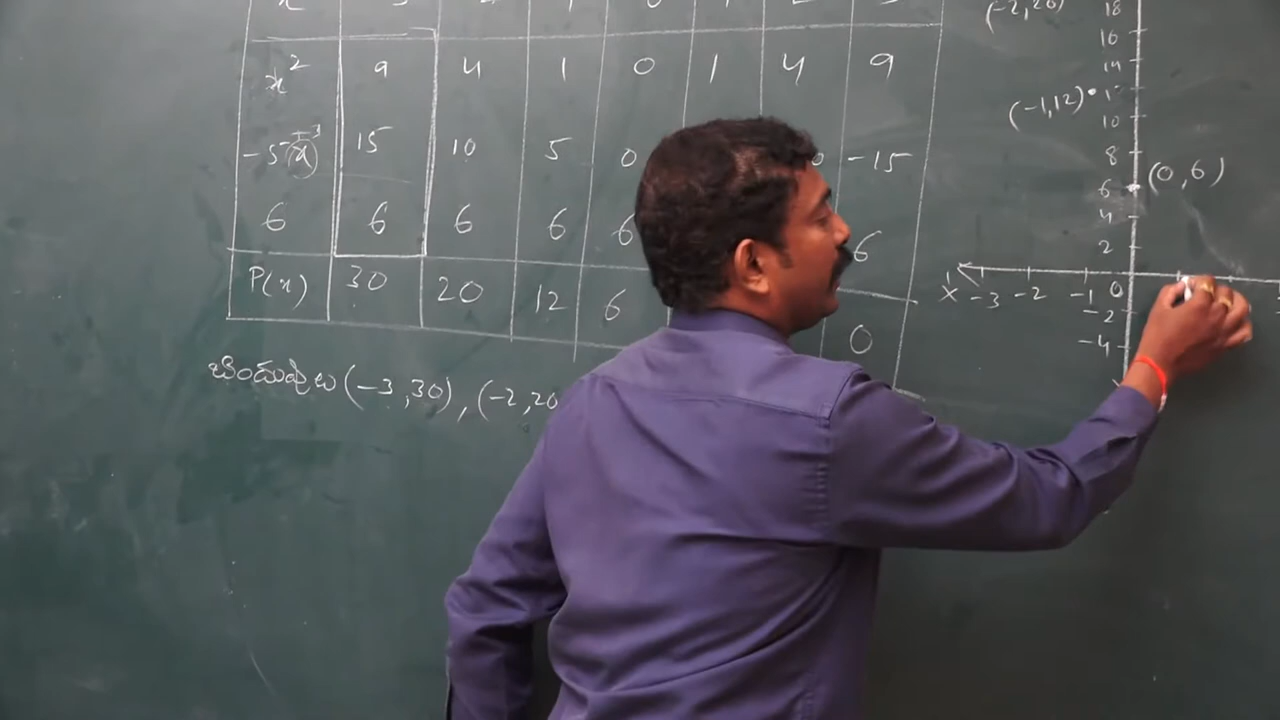 x² 9 4 1 0 1 4 9
-5(x) 15 10 5 0 -15
6 6 6 6 6 6
P(x) 30 20 12 6 0
(-3,30), (-2,20
(-2,20) 18
16
14
(-1,12)
10
8
6 (0,6)
4
2
X -3 -2 -1 0
-2
-4